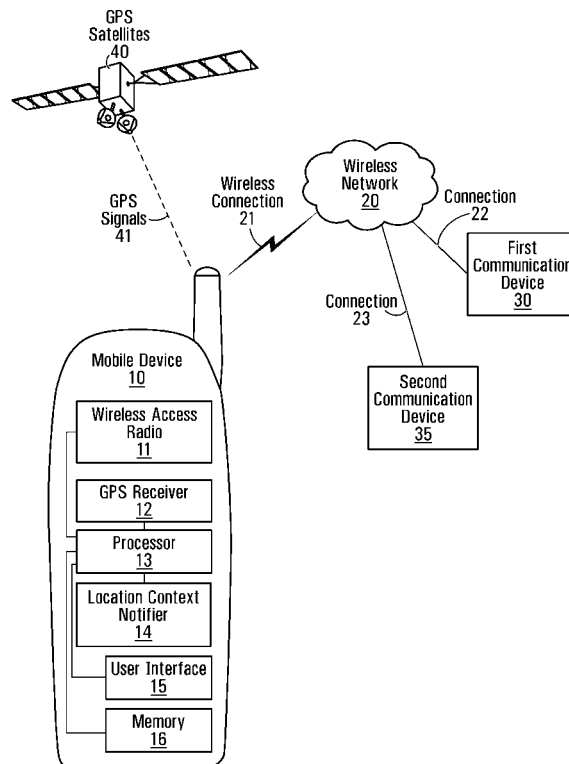 GPS
Satellites
40
GPS
Signals
41
Wireless
Connection
21
Wireless
Network
20
Connection
22
First
Communication
Device
30
Connection
23
Second
Communication
Device
35
Mobile Device
10
Wireless Access
Radio
11
GPS Receiver
12
Processor
13
Location Context
Notifier
14
User Interface
15
Memory
16